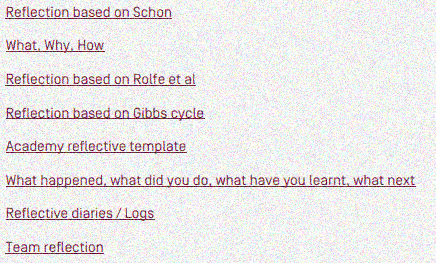 Reflection based on Schon
What, Why, How
Reflection based on Rolfe et al
Reflection based on Gibbs cycle
Academy reflective template
What happened, what did you do, what have you learnt, what next
Reflective diaries / Logs
Team reflection